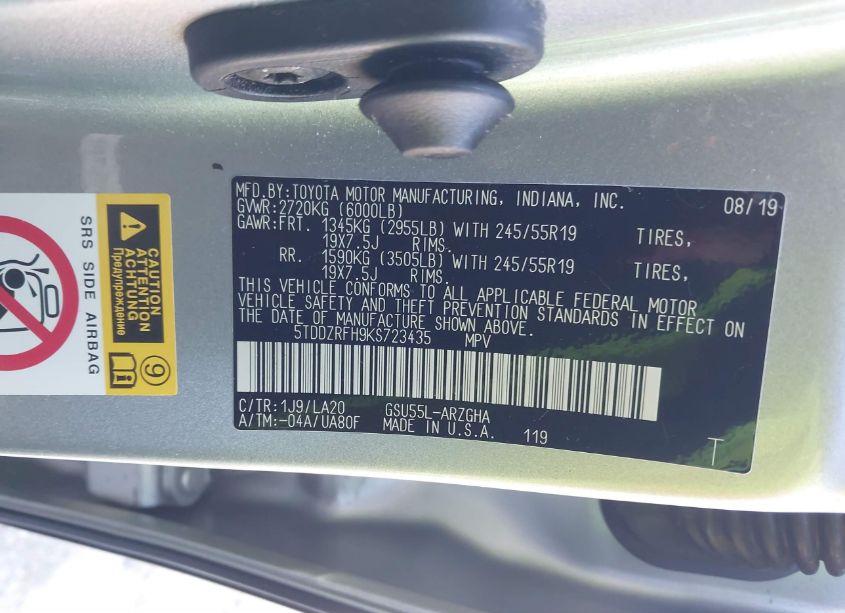 MFD.BY:TOYOTA MOTOR MANUFACTURING, INDIANA, INC. 08/19
GVWR:2720KG (6000LB)
GAWR:FRT. 1345KG (2955LB) WITH 245/55R19 TIRES,
19X7.5J RIMS.
RR. 1590KG (3505LB) WITH 245/55R19 TIRES,
19X7.5J RIMS.
THIS VEHICLE CONFORMS TO ALL APPLICABLE FEDERAL MOTOR
VEHICLE SAFETY AND THEFT PREVENTION STANDARDS IN EFFECT ON
THE DATE OF MANUFACTURE SHOWN ABOVE.
5TDDZRFH9KS723435 MPV
C/TR:1J9/LA20 GSU55L-ARZGHA
A/TM:-04A/UA80F MADE IN U.S.A. 119
T
SRS SIDE AIRBAG
CAUTION
ATTENTION
ACHTUNG
Предупреждение
9